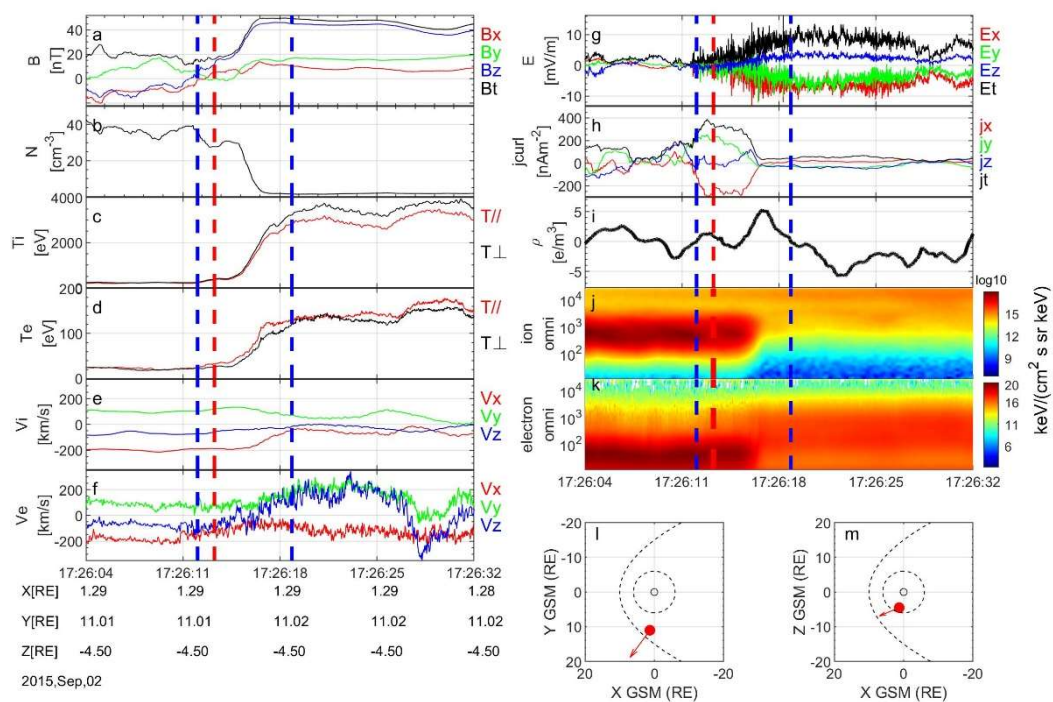 a
B
[nT]
40
20
0
Bx
By
Bz
Bt
b
N
[cm-3]
40
20
c
Ti
[eV]
4000
2000
T//
T⊥
d
Te
[eV]
200
100
0
T//
T⊥
e
Vi
[km/s]
200
0
-200
Vx
Vy
Vz
f
Ve
[km/s]
200
0
-200
Vx
Vy
Vz
17:26:04 17:26:11 17:26:18 17:26:25 17:26:32
X[RE] 1.29 1.29 1.29 1.29 1.28
Y[RE] 11.01 11.01 11.02 11.02 11.02
Z[RE] -4.50 -4.50 -4.50 -4.50 -4.50
2015,Sep,02
g
E
[mV/m]
10
0
-10
Ex
Ey
Ez
Et
h
jcurl
[nAm-2]
400
200
0
-200
jx
jy
jz
jt
i
ρ
[e/m3]
5
0
-5
log10
j
ion
omni
104
103
102
15
12
9
6
k
electron
omni
104
103
102
20
16
11
6
keV/(cm2 s sr keV)
17:26:04 17:26:11 17:26:18 17:26:25 17:26:32
l
Y GSM (RE)
-20
-10
0
10
20
20 0 -20
X GSM (RE)
m
Z GSM (RE)
20
10
0
-10
-20
20 0 -20
X GSM (RE)